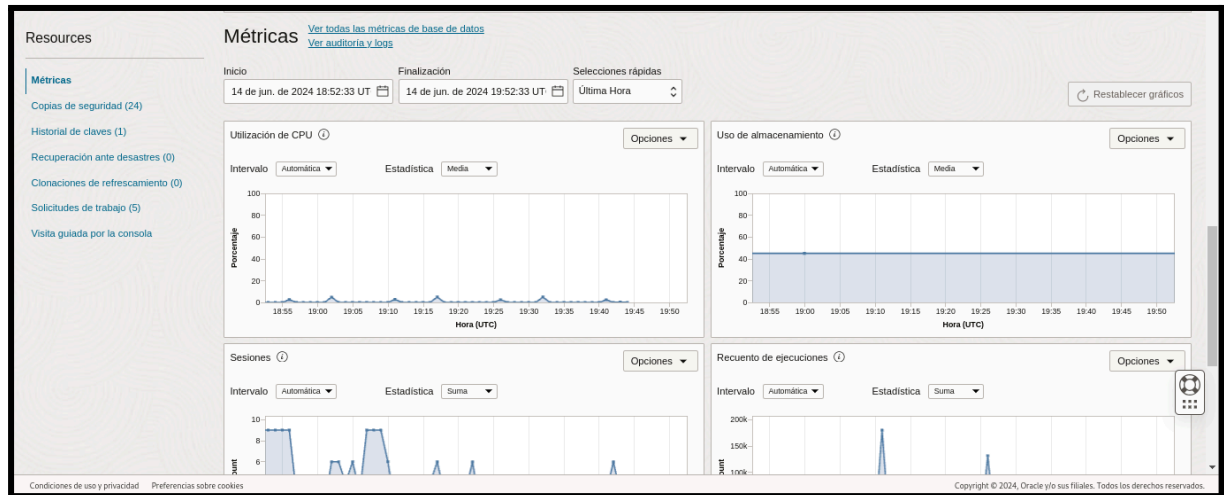 Resources
Métricas
Copias de seguridad (24)
Historial de claves (1)
Recuperación ante desastres (0)
Clonaciones de refrescamiento (0)
Solicitudes de trabajo (5)
Visita guiada por la consola
Métricas
Ver todas las métricas de base de datos
Ver auditoría y logs
Inicio
Finalización
Selecciones rápidas
14 de jun. de 2024 18:52:33 UT
14 de jun. de 2024 19:52:33 UT
Última Hora
Restablecer gráficos
Utilización de CPU
Opciones
Intervalo Automática
Estadística Media
Porcentaje
100
80
60
40
20
0
18:55 19:00 19:05 19:10 19:15 19:20 19:25 19:30 19:35 19:40 19:45 19:50
Hora (UTC)
Uso de almacenamiento
Opciones
Intervalo Automática
Estadística Media
Porcentaje
100
80
60
40
20
0
18:55 19:00 19:05 19:10 19:15 19:20 19:25 19:30 19:35 19:40 19:45 19:50
Hora (UTC)
Sesiones
Opciones
Intervalo Automática
Estadística Suma
10
8
6
Recuento de ejecuciones
Opciones
Intervalo Automática
Estadística Suma
200k
150k
100k
Condiciones de uso y privacidad Preferencias sobre cookies
Copyright © 2024, Oracle y/o sus filiales. Todos los derechos reservados.